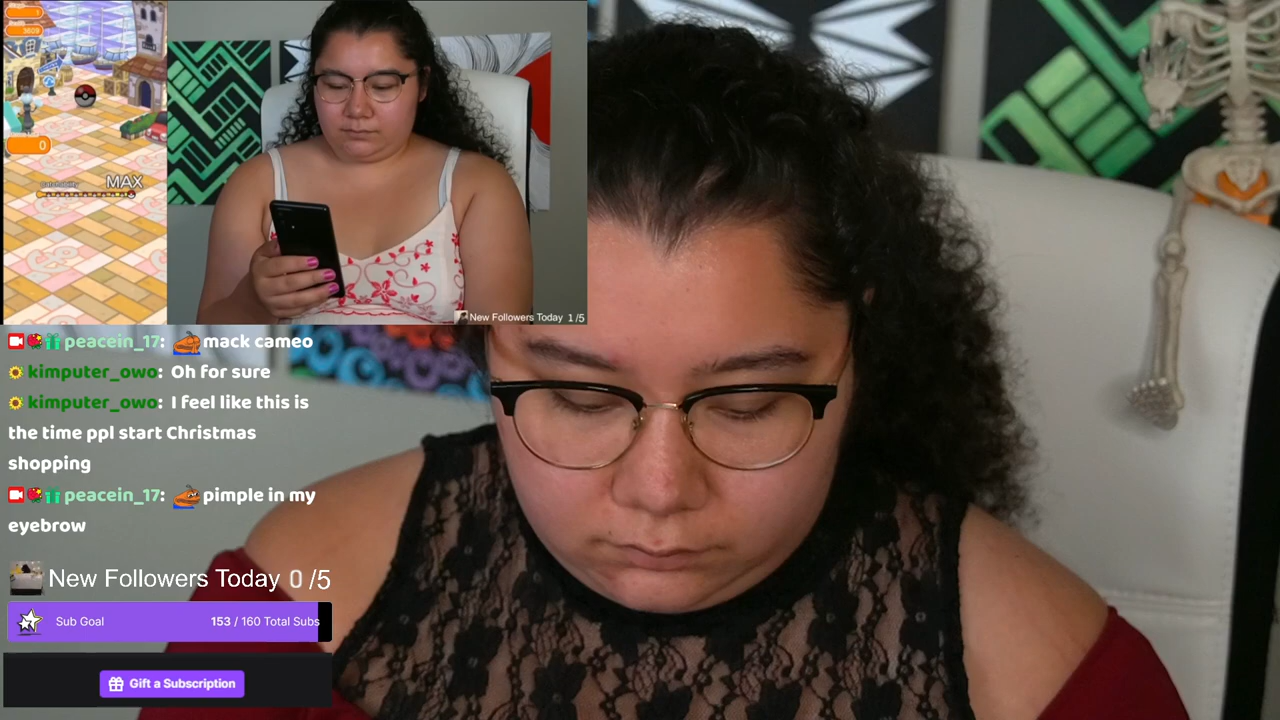 3609
0
catchability
MAX
New Followers Today 1 /5
peacein_17: mack cameo
kimputer_owo: Oh for sure
kimputer_owo: I feel like this is
the time ppl start Christmas
shopping
peacein_17: pimple in my
eyebrow
New Followers Today 0 /5
Sub Goal 153 / 160 Total Subs
Gift a Subscription